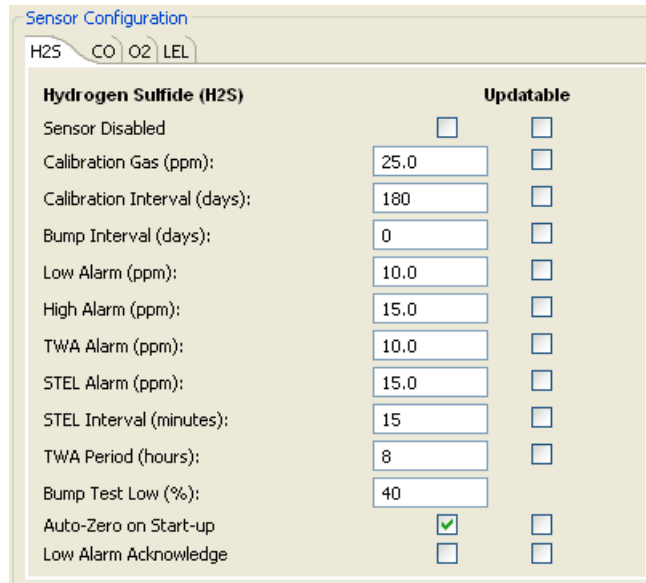 Sensor Configuration
H2S CO O2 LEL
Hydrogen Sulfide (H2S) Updatable
Sensor Disabled
Calibration Gas (ppm): 25.0
Calibration Interval (days): 180
Bump Interval (days): 0
Low Alarm (ppm): 10.0
High Alarm (ppm): 15.0
TWA Alarm (ppm): 10.0
STEL Alarm (ppm): 15.0
STEL Interval (minutes): 15
TWA Period (hours): 8
Bump Test Low (%): 40
Auto-Zero on Start-up
Low Alarm Acknowledge